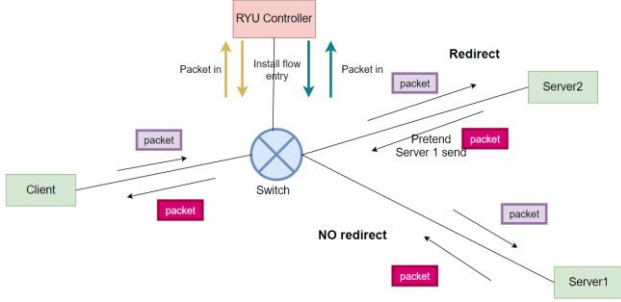 RYU Controller
Packet in
Install flow
entry
Packet in
Redirect
packet
Server2
packet
Pretend
Server 1 send
packet
Client
packet
Switch
packet
NO redirect
packet
Server1